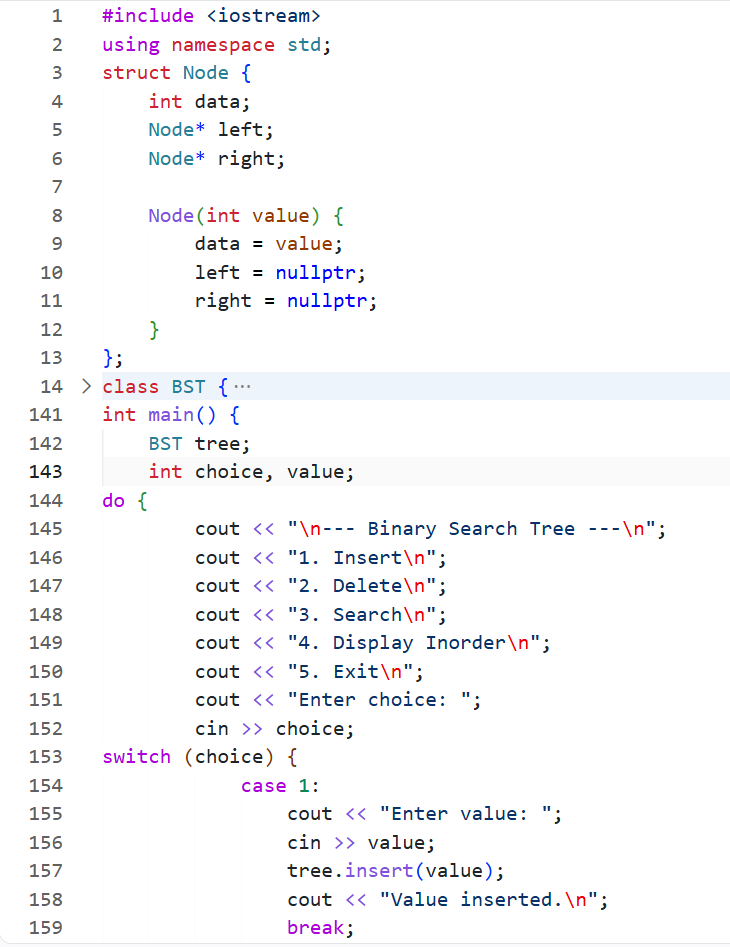 1 #include <iostream>
2 using namespace std;
3 struct Node {
4     int data;
5     Node* left;
6     Node* right;
7
8     Node(int value) {
9         data = value;
10         left = nullptr;
11         right = nullptr;
12     }
13 };
14 > class BST { ···
141 int main() {
142     BST tree;
143     int choice, value;
144 do {
145         cout << "\n--- Binary Search Tree ---\n";
146         cout << "1. Insert\n";
147         cout << "2. Delete\n";
148         cout << "3. Search\n";
149         cout << "4. Display Inorder\n";
150         cout << "5. Exit\n";
151         cout << "Enter choice: ";
152         cin >> choice;
153 switch (choice) {
154             case 1:
155                 cout << "Enter value: ";
156                 cin >> value;
157                 tree.insert(value);
158                 cout << "Value inserted.\n";
159                 break;